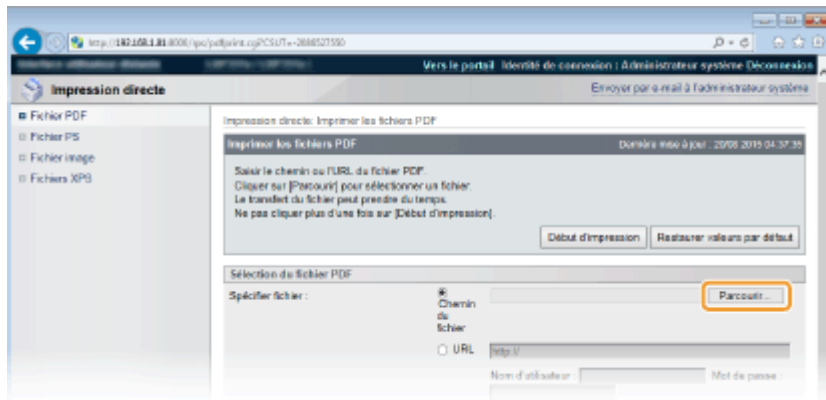 http://192.168.1.81:8000/rps/pdfprint.cgi?CSUT=-2686527550
Vers le portail Identité de connexion : Administrateur système Déconnexion
Impression directe Envoyer par e-mail à l'administrateur système
Fichier PDF
Fichier PS
Fichier image
Fichiers XPS
Impression directe: Imprimer les fichiers PDF
Imprimer les fichiers PDF Dernière mise à jour : 20/08 2015 04:37:35
Saisir le chemin ou l'URL du fichier PDF.
Cliquer sur [Parcourir] pour sélectionner un fichier.
Le transfert du fichier peut prendre du temps.
Ne pas cliquer plus d'une fois sur [Début d'impression].
Début d'impression Restaurer valeurs par défaut
Sélection du fichier PDF
Spécifier fichier :
Chemin
du
fichier
Parcourir...
URL http://
Nom d'utilisateur : Mot de passe :